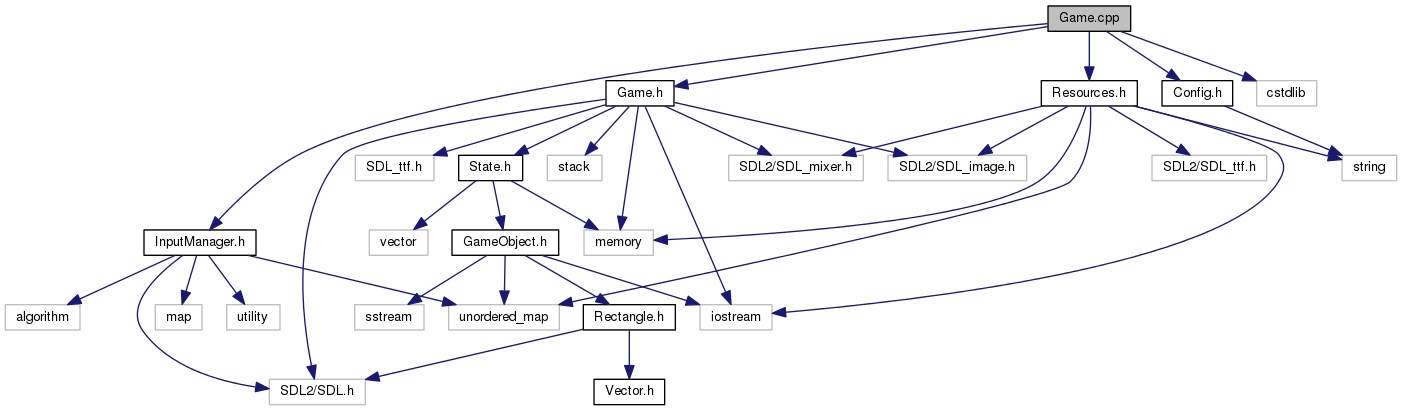 Game.cpp
Game.h
Resources.h
Config.h
cstdlib
SDL_ttf.h
State.h
stack
SDL2/SDL_mixer.h
SDL2/SDL_image.h
SDL2/SDL_ttf.h
string
InputManager.h
vector
GameObject.h
memory
algorithm
map
utility
sstream
unordered_map
Rectangle.h
iostream
SDL2/SDL.h
Vector.h